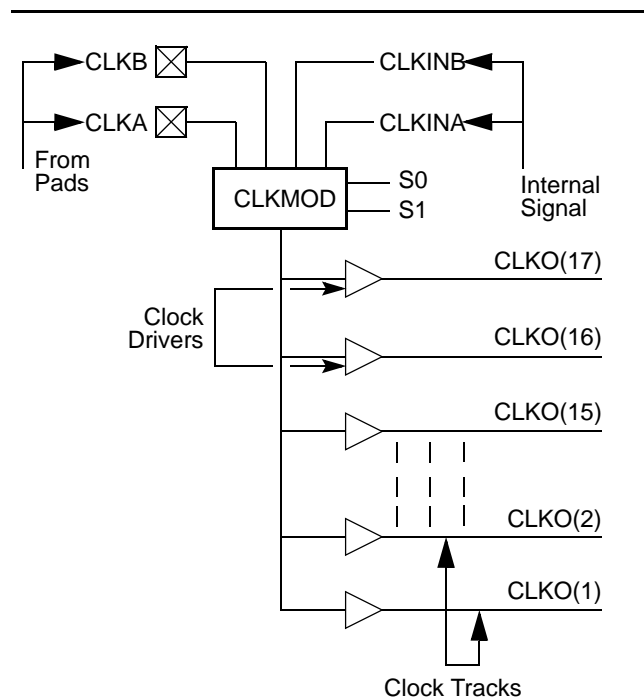 CLKB
CLKINB
CLKA
CLKINA
From
Pads
CLKMOD
S0
S1
Internal
Signal
CLKO(17)
Clock
Drivers
CLKO(16)
CLKO(15)
CLKO(2)
CLKO(1)
Clock Tracks